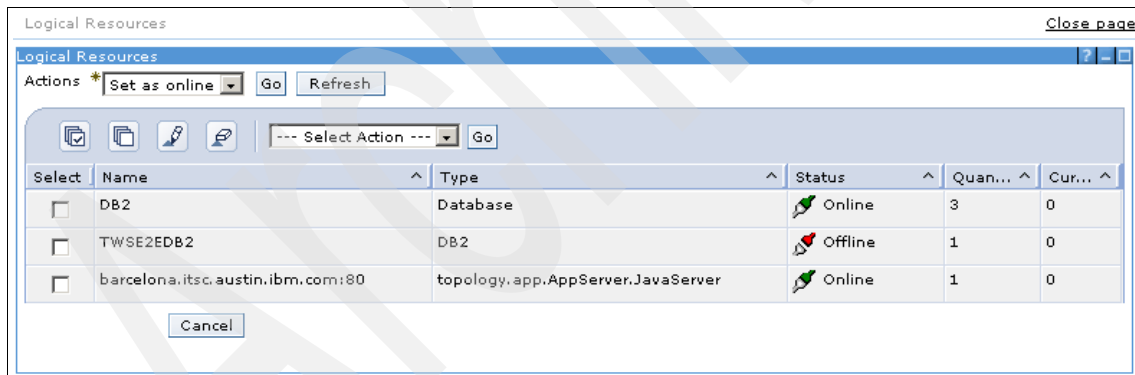 Logical Resources Close page
Logical Resources ?
Actions * Set as online Go Refresh
--- Select Action --- Go
Select Name Type Status Quan... Cur...
DB2 Database Online 3 0
TWSE2EDB2 DB2 Offline 1 0
barcelona.itsc.austin.ibm.com:80 topology.app.AppServer.JavaServer Online 1 0
Cancel